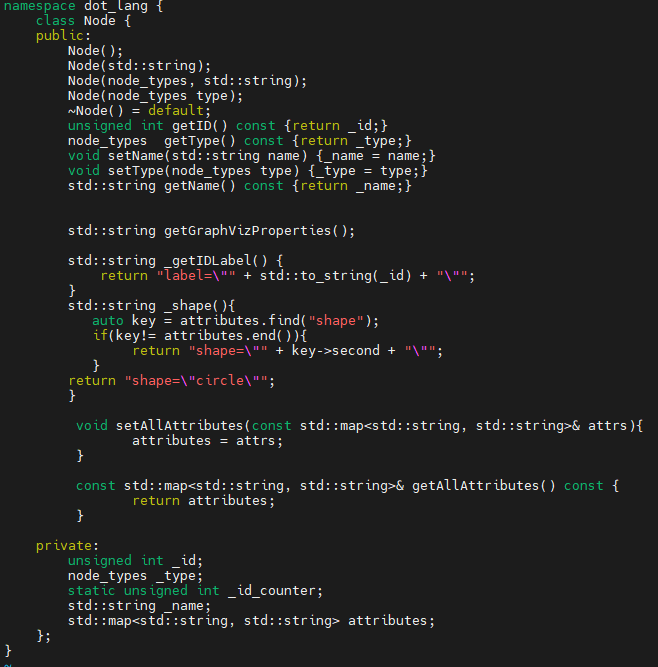 namespace dot_lang {
    class Node {
    public:
        Node();
        Node(std::string);
        Node(node_types, std::string);
        Node(node_types type);
        ~Node() = default;
        unsigned int getID() const {return _id;}
        node_types  getType() const {return _type;}
        void setName(std::string name) {_name = name;}
        void setType(node_types type) {_type = type;}
        std::string getName() const {return _name;}


        std::string getGraphVizProperties();

        std::string _getIDLabel() {
            return "label=\"" + std::to_string(_id) + "\"";
        }
        std::string _shape(){
           auto key = attributes.find("shape");
           if(key!= attributes.end()){
                return "shape=\"" + key->second + "\"";
           }
        return "shape=\"circle\"";
        }

         void setAllAttributes(const std::map<std::string, std::string>& attrs){
                attributes = attrs;
         }

         const std::map<std::string, std::string>& getAllAttributes() const {
                return attributes;
         }

    private:
        unsigned int _id;
        node_types _type;
        static unsigned int _id_counter;
        std::string _name;
        std::map<std::string, std::string> attributes;
    };
}
~